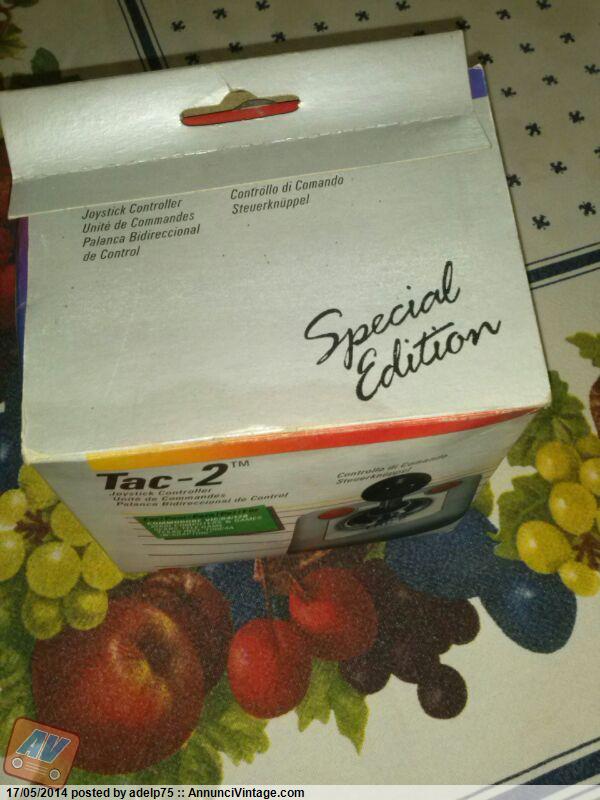 Joystick Controller
Unité de Commandes
Palanca Bidireccional
de Control
Controllo di Comando
Steuerknüppel
Special
Edition
Tac-2™
Joystick Controller
Unité de Commandes
Palanca Bidireccional de Control
Controllo di Comando
Steuerknüppel
AV
17/05/2014 posted by adelp75 :: AnnunciVintage.com